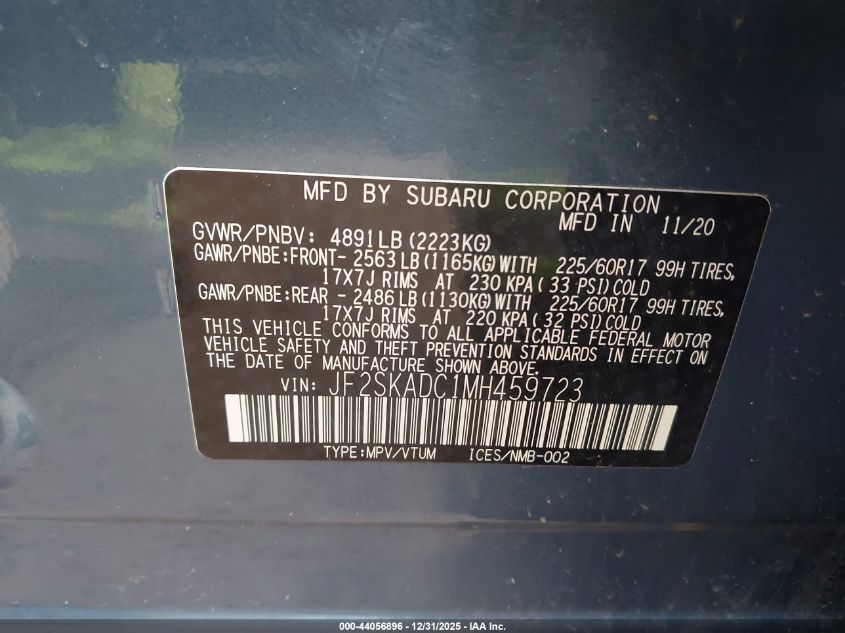 MFD BY SUBARU CORPORATION
MFD IN 11/20
GVWR/PNBV: 4891LB(2223KG)
GAWR/PNBE:FRONT- 2563LB(1165KG)WITH 225/60R17 99H TIRES,
17X7J RIMS AT 230 KPA( 33 PSI)COLD
GAWR/PNBE:REAR - 2486LB(1130KG)WITH 225/60R17 99H TIRES,
17X7J RIMS AT 220 KPA( 32 PSI)COLD
THIS VEHICLE CONFORMS TO ALL APPLICABLE FEDERAL MOTOR
VEHICLE SAFETY AND THEFT PREVENTION STANDARDS IN EFFECT ON
THE DATE OF MANUFACTURE SHOWN ABOVE.
VIN: JF2SKADC1MH459723
TYPE:MPV/VTUM ICES/NMB-002
000-44056896 - 12/31/2025 - IAA Inc.